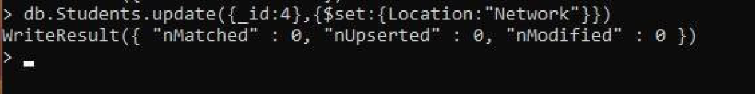 > db.Students.update({_id:4},{$set:{Location:"Network"}})
WriteResult({ "nMatched" : 0, "nUpserted" : 0, "nModified" : 0 })
> _